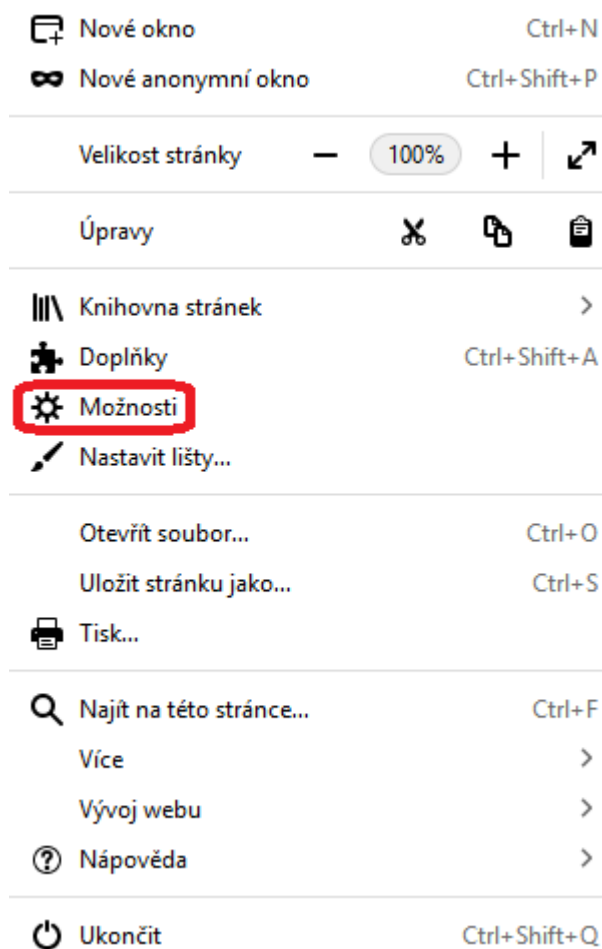 Nové okno Ctrl+N
Nové anonymní okno Ctrl+Shift+P
Velikost stránky − 100% +
Úpravy
Knihovna stránek >
Doplňky Ctrl+Shift+A
Možnosti
Nastavit lišty...
Otevřít soubor... Ctrl+O
Uložit stránku jako... Ctrl+S
Tisk...
Najít na této stránce... Ctrl+F
Více >
Vývoj webu >
Nápověda >
Ukončit Ctrl+Shift+Q